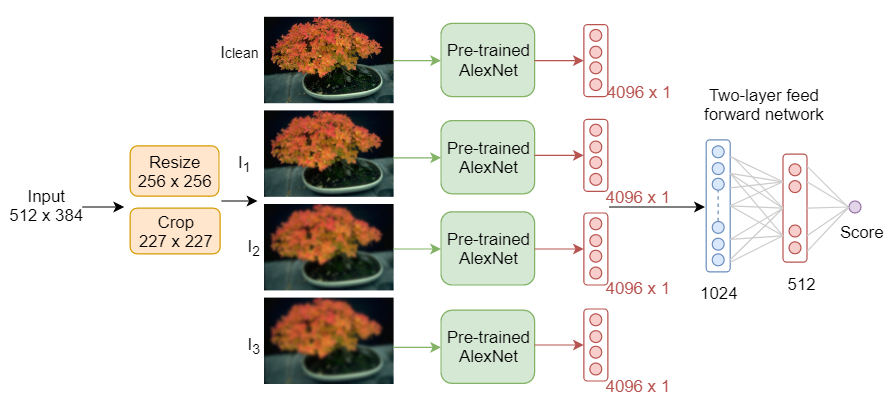 Input
512 x 384
Resize
256 x 256
Crop
227 x 227
Iclean
Pre-trained
AlexNet
4096 x 1
I1
Pre-trained
AlexNet
4096 x 1
I2
Pre-trained
AlexNet
4096 x 1
I3
Pre-trained
AlexNet
4096 x 1
Two-layer feed
forward network
1024
512
Score